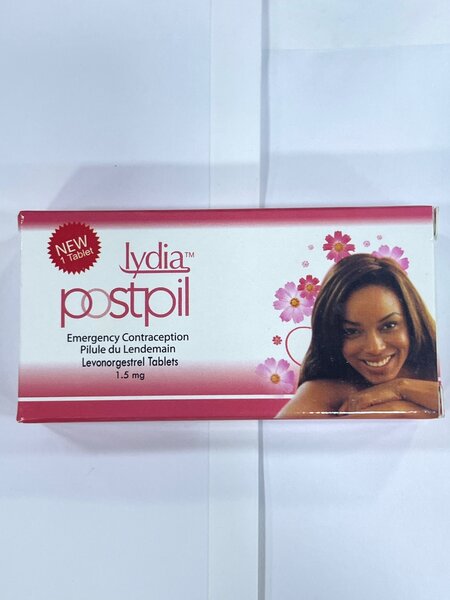 NEW
1 Tablet
lydia™
postpil
Emergency Contraception
Pilule du Lendemain
Levonorgestrel Tablets
1.5 mg